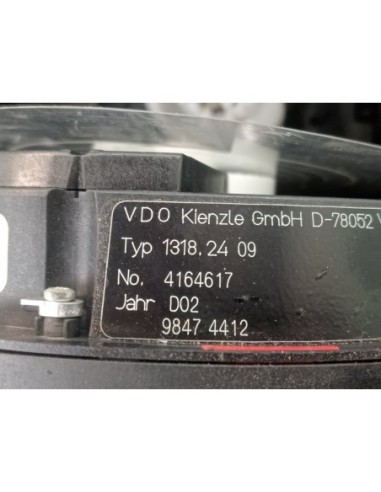 VDO Kienzle GmbH D-78052 V
Typ 1318.24 09
No. 4164617
Jahr D02
9847 4412